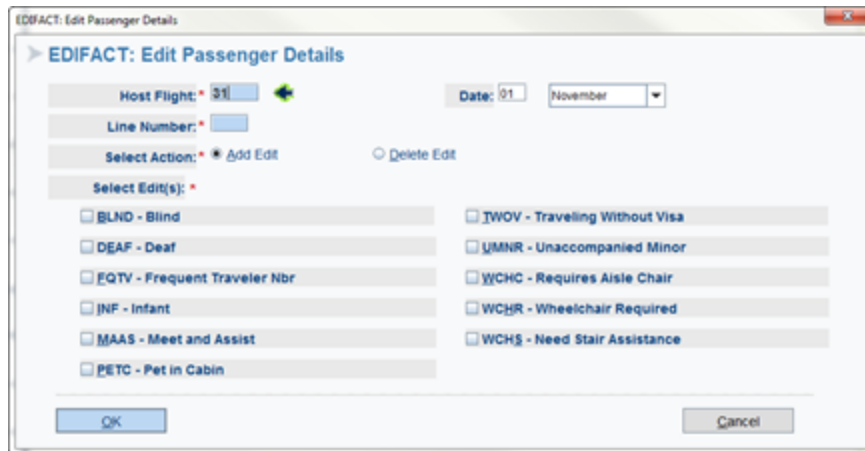 EDIFACT: Edit Passenger Details
EDIFACT: Edit Passenger Details
Host Flight:* 31 Date: 01 November
Line Number:*
Select Action:* Add Edit Delete Edit
Select Edit(s): *
BLND - Blind TWOV - Traveling Without Visa
DEAF - Deaf UMNR - Unaccompanied Minor
FQTV - Frequent Traveler Nbr WCHC - Requires Aisle Chair
INF - Infant WCHR - Wheelchair Required
MAAS - Meet and Assist WCHS - Need Stair Assistance
PETC - Pet in Cabin
OK Cancel